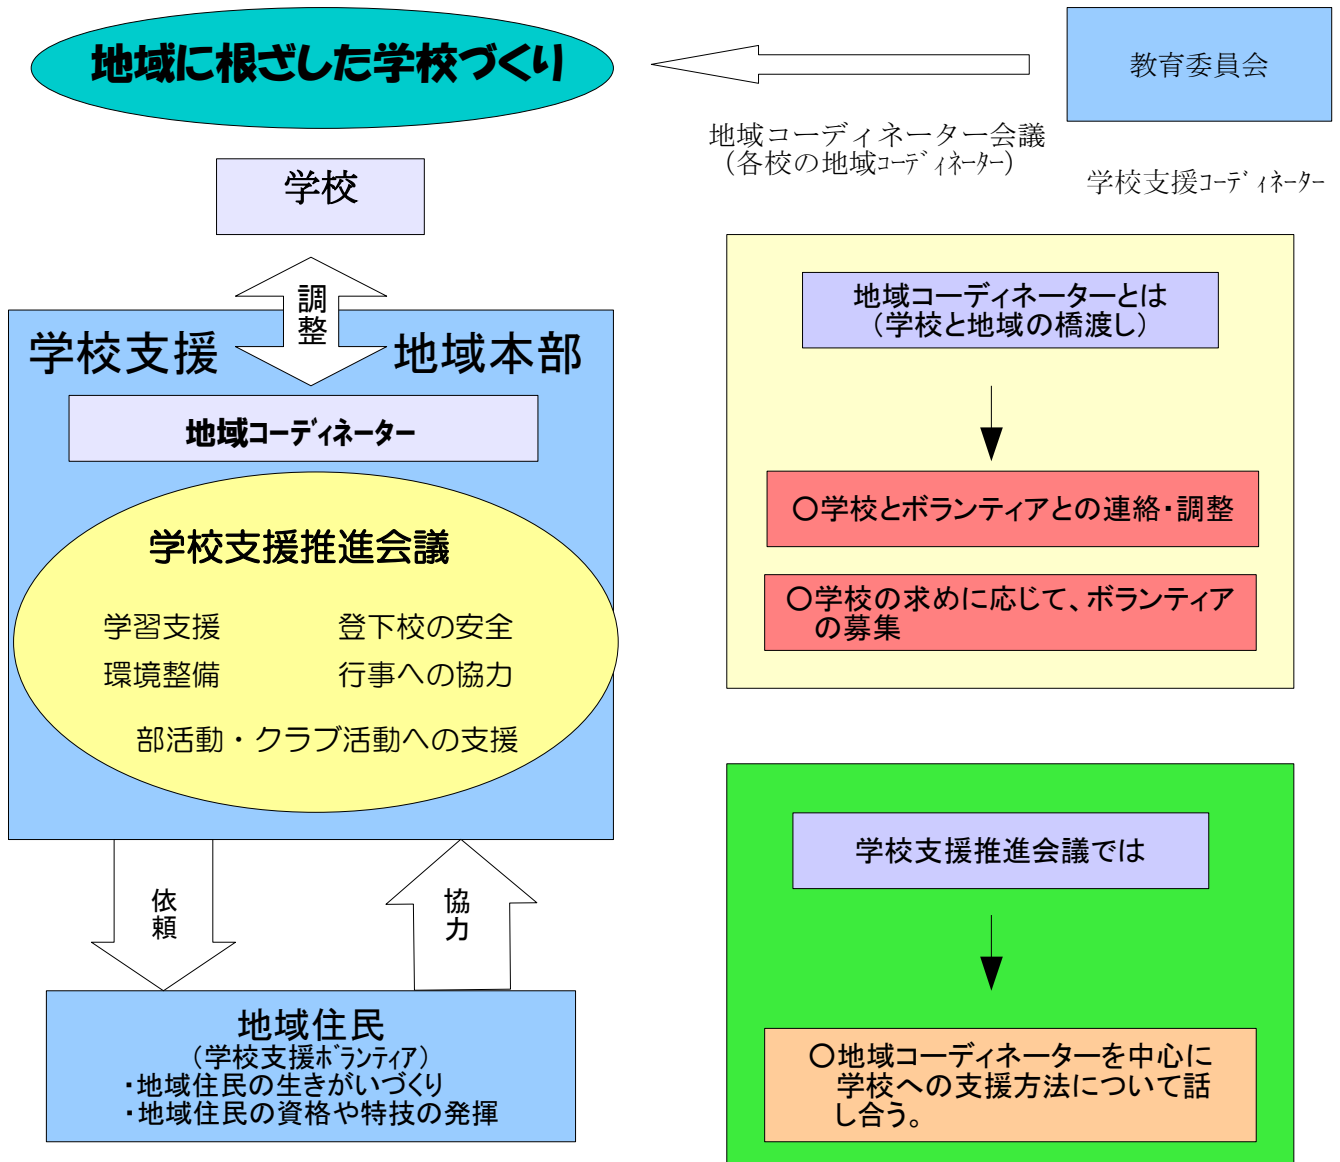 地域に根ざした学校づくり
教育委員会
地域コーディネーター会議
(各校の地域ｺｰﾃﾞｨﾈｰﾀｰ)
学校支援ｺｰﾃﾞｨﾈｰﾀｰ
学校
調整
学校支援 地域本部
地域ｺｰﾃﾞｨﾈｰﾀｰ
学校支援推進会議
学習支援 登下校の安全
環境整備 行事への協力
部活動・クラブ活動への支援
依頼
協力
地域住民
(学校支援ﾎﾞﾗﾝﾃｨｱ)
・地域住民の生きがいづくり
・地域住民の資格や特技の発揮
地域コーディネーターとは
(学校と地域の橋渡し)
○学校とボランティアとの連絡・調整
○学校の求めに応じて、ボランティア
の募集
学校支援推進会議では
○地域コーディネーターを中心に
学校への支援方法について話
し合う。